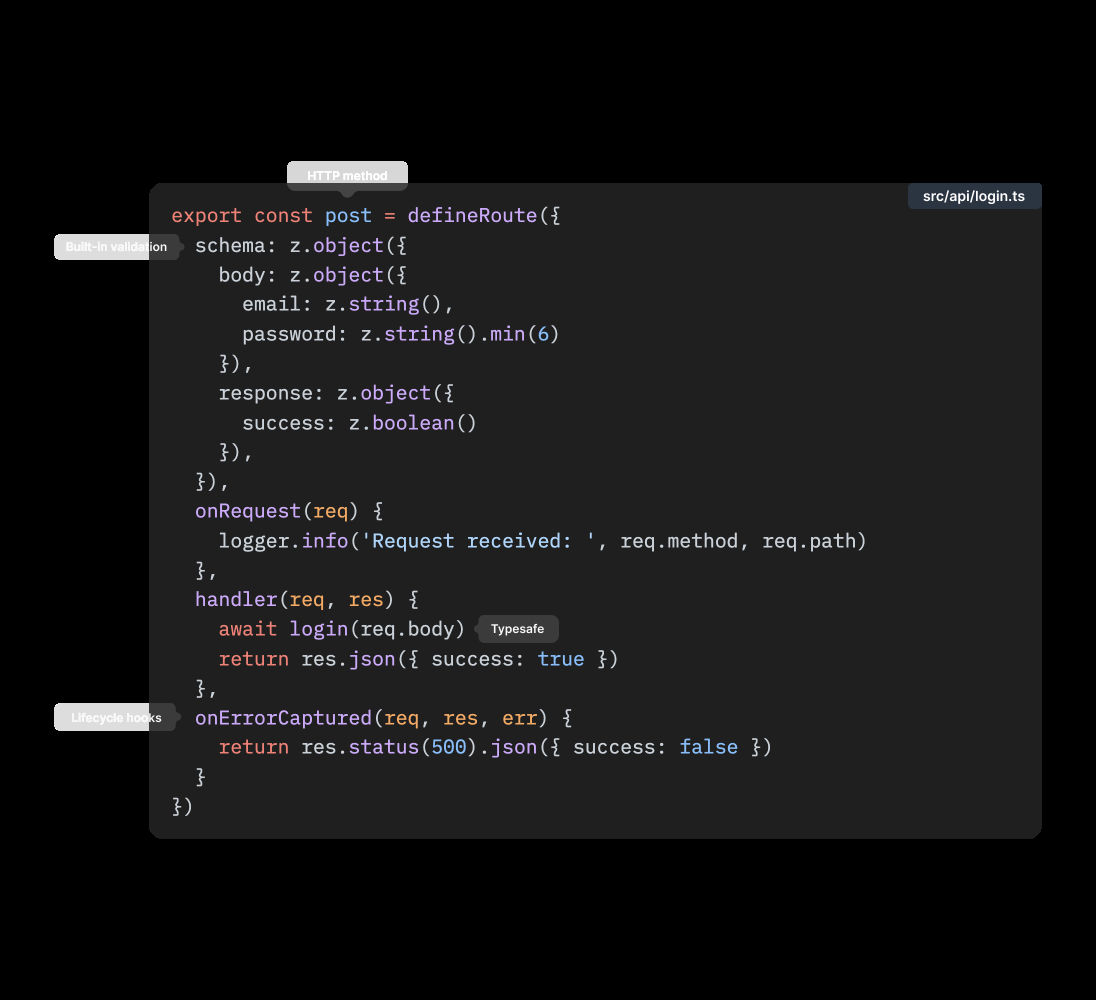 HTTP method
src/api/login.ts
export const post = defineRoute({
Built-in validation
  schema: z.object({
    body: z.object({
      email: z.string(),
      password: z.string().min(6)
    }),
    response: z.object({
      success: z.boolean()
    }),
  }),
  onRequest(req) {
    logger.info('Request received: ', req.method, req.path)
  },
  handler(req, res) {
    await login(req.body) Typesafe
    return res.json({ success: true })
  },
Lifecycle hooks
  onErrorCaptured(req, res, err) {
    return res.status(500).json({ success: false })
  }
})